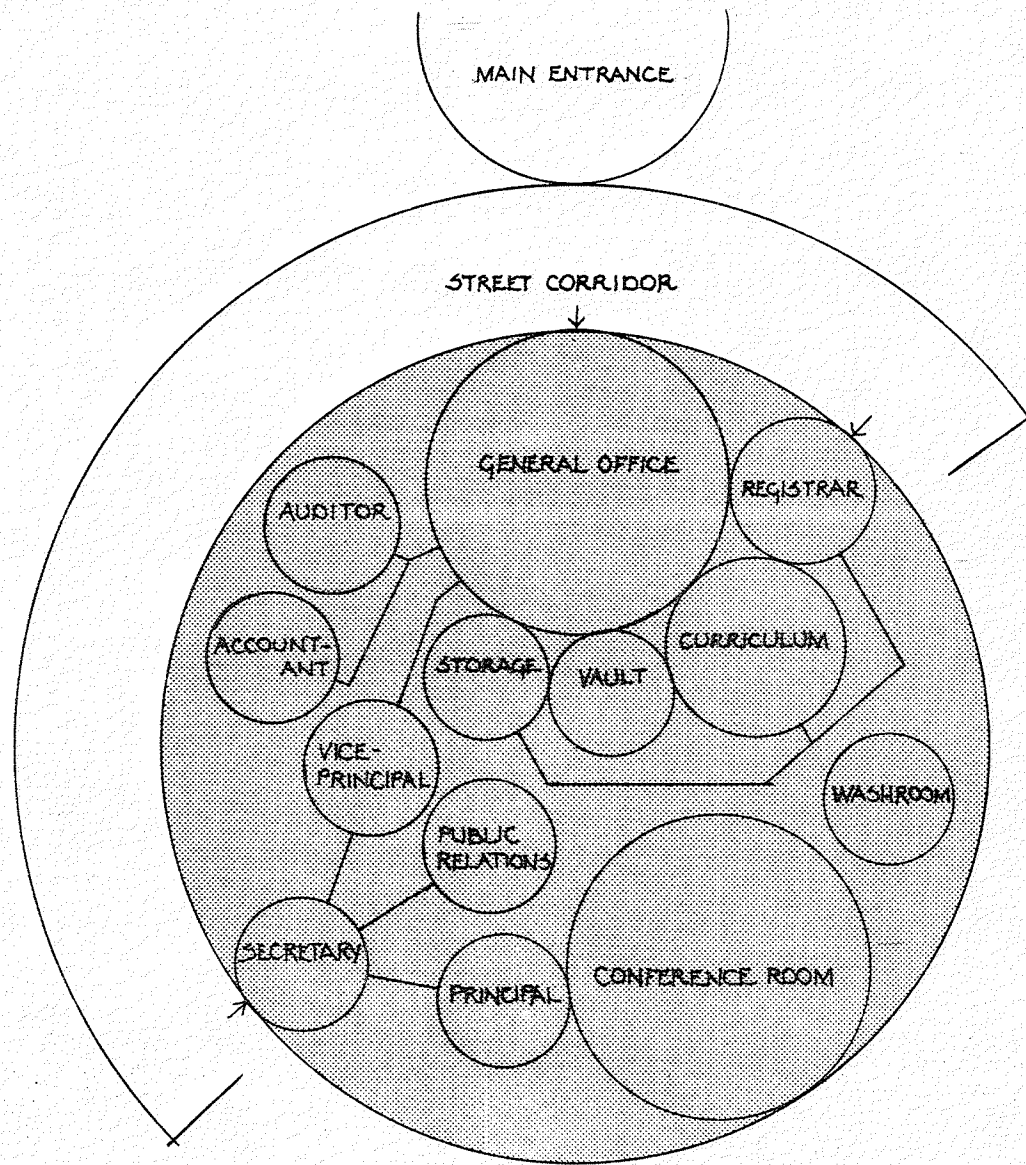 MAIN ENTRANCE
STREET CORRIDOR
GENERAL OFFICE
REGISTRAR
AUDITOR
ACCOUNT-
ANT
STORAGE
VAULT
CURRICULUM
VICE-
PRINCIPAL
PUBLIC
RELATIONS
WASHROOM
SECRETARY
PRINCIPAL
CONFERENCE ROOM